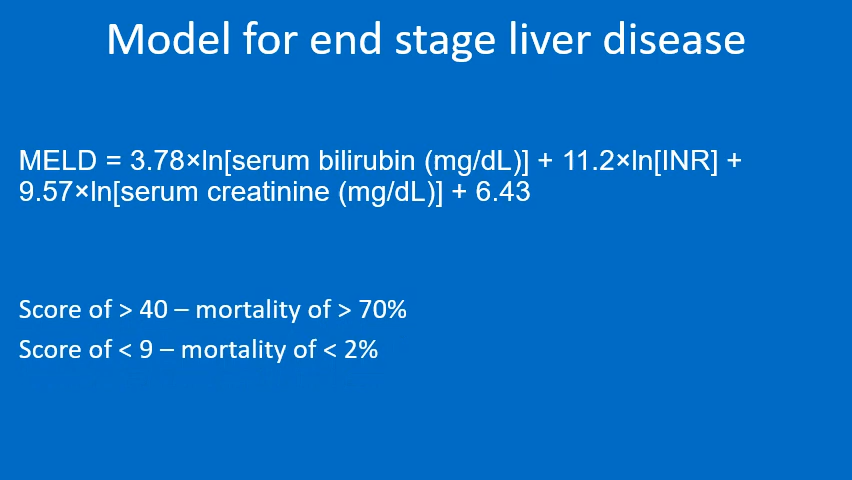 Model for end stage liver disease
MELD = 3.78×ln[serum bilirubin (mg/dL)] + 11.2×ln[INR] +
9.57×ln[serum creatinine (mg/dL)] + 6.43
Score of > 40 – mortality of > 70%
Score of < 9 – mortality of < 2%